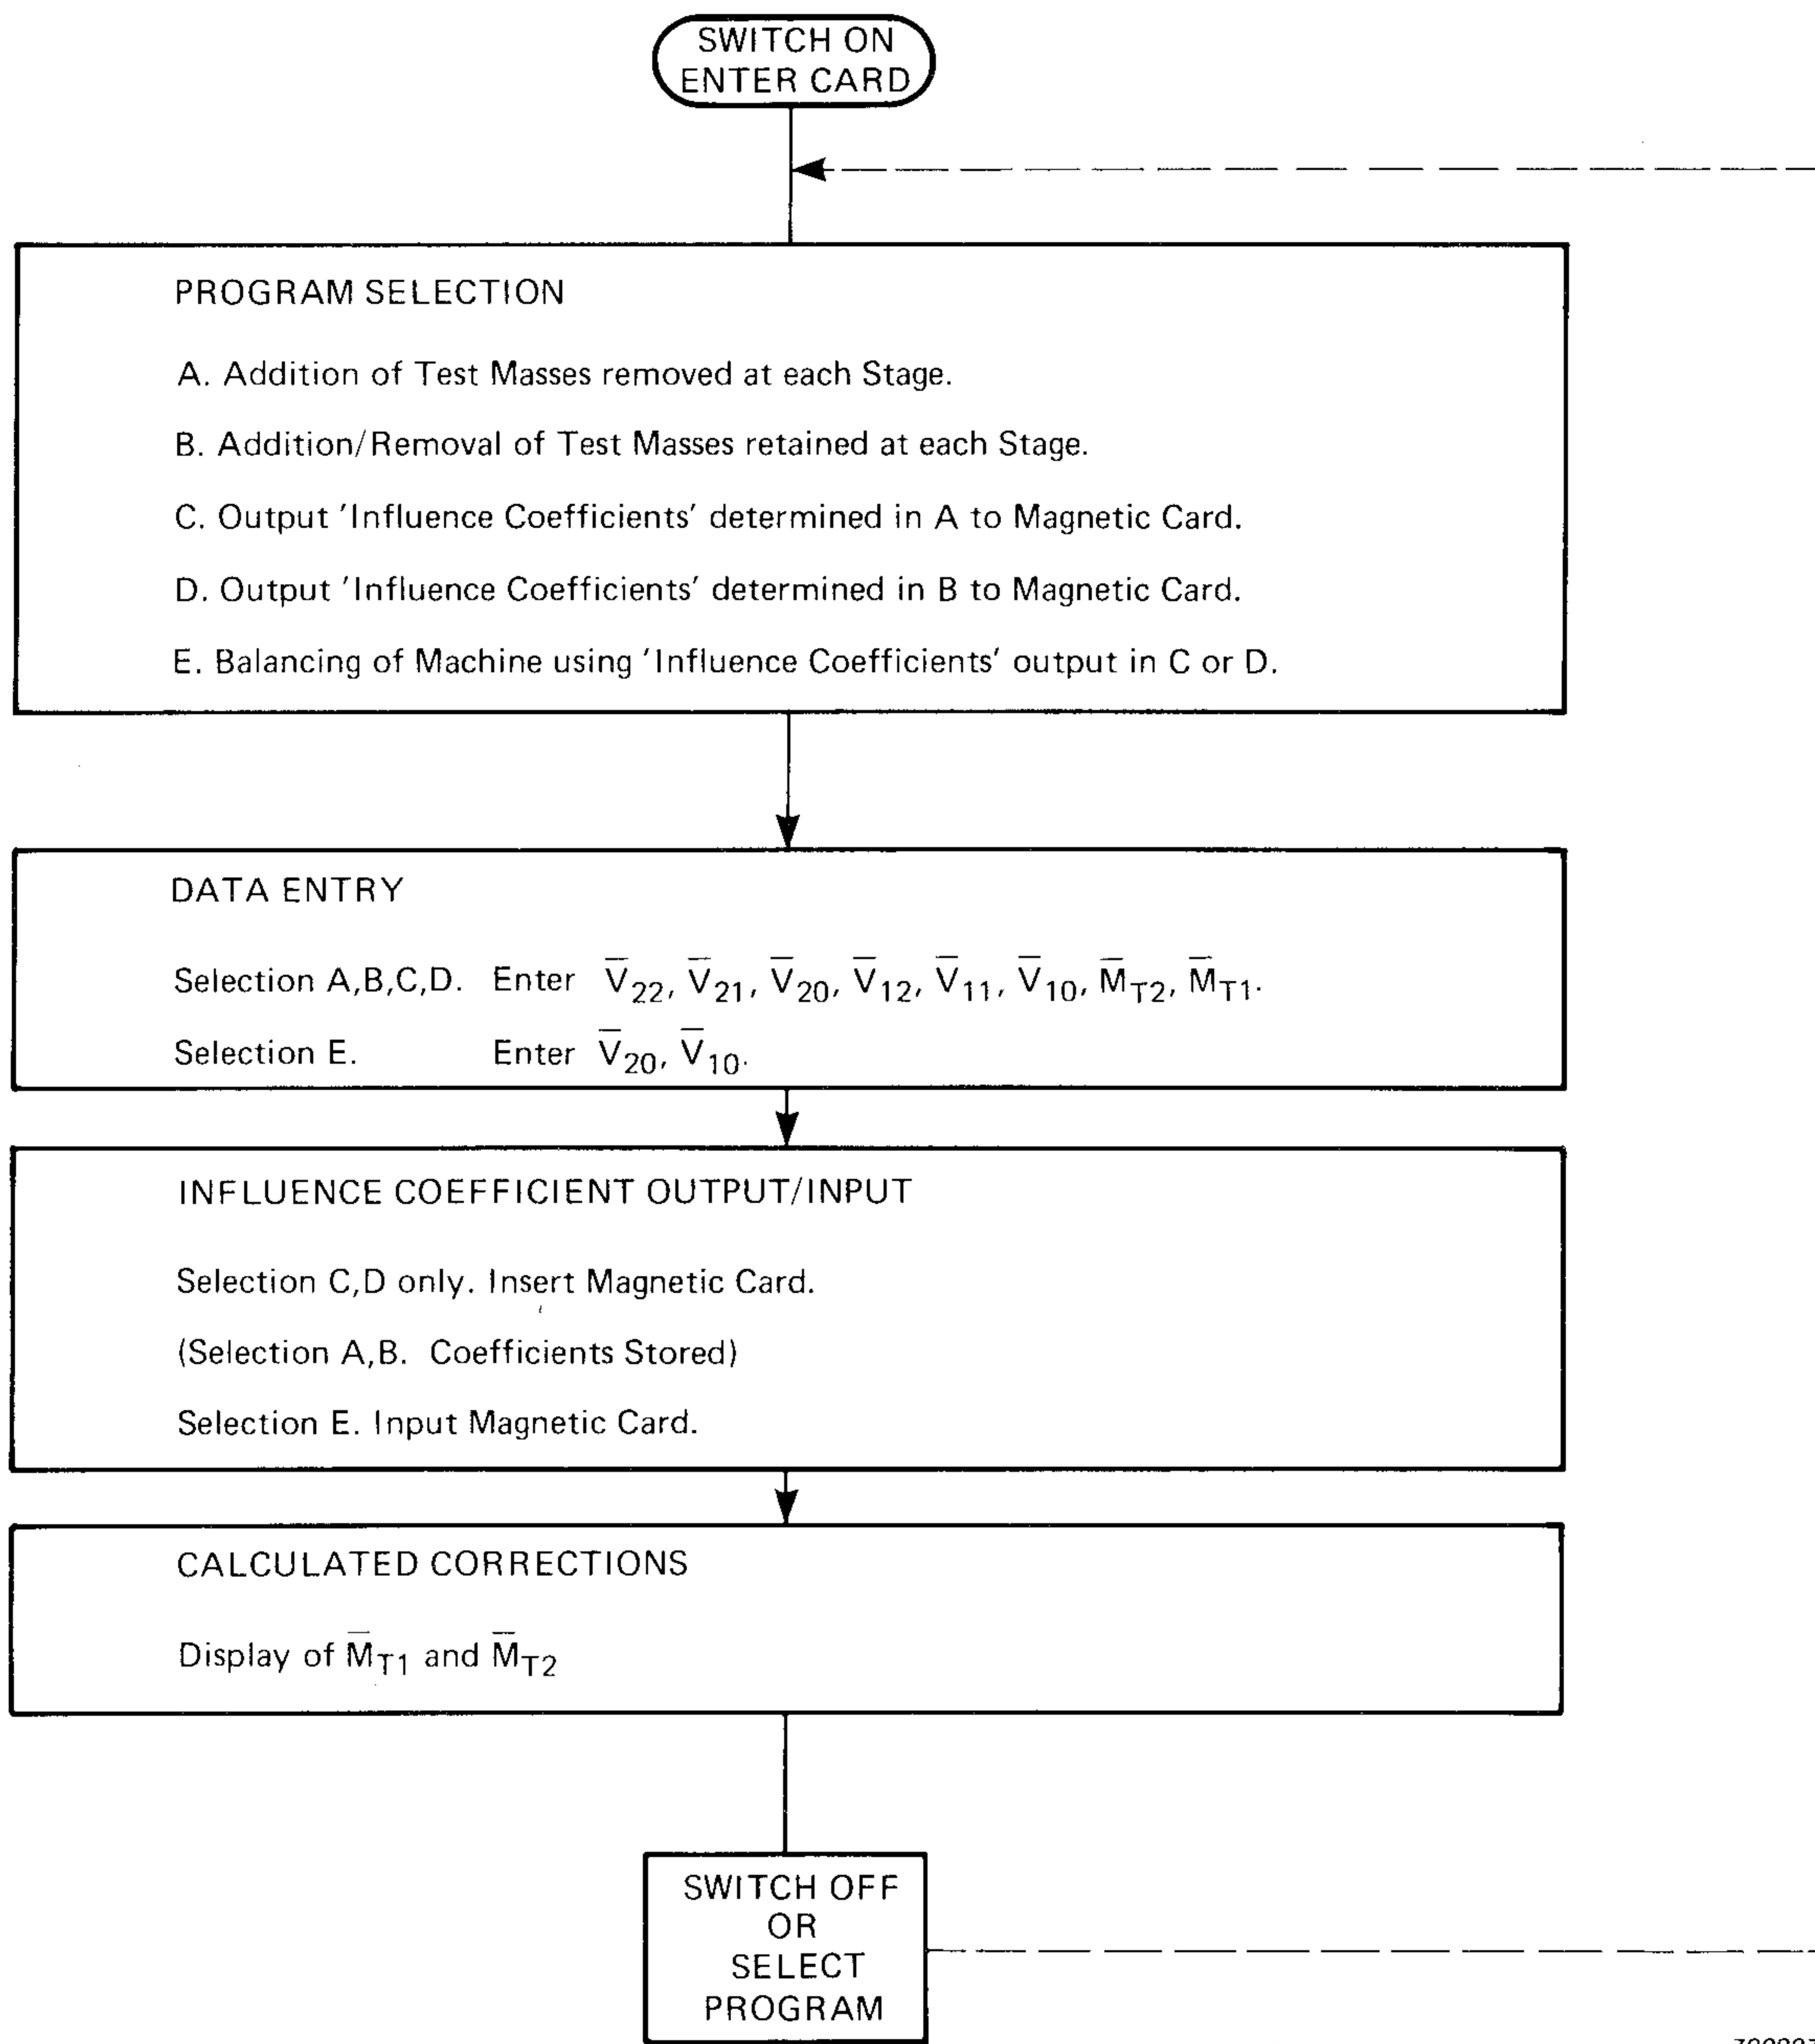 SWITCH ON
ENTER CARD
PROGRAM SELECTION
A. Addition of Test Masses removed at each Stage.
B. Addition/Removal of Test Masses retained at each Stage.
C. Output 'Influence Coefficients' determined in A to Magnetic Card.
D. Output 'Influence Coefficients' determined in B to Magnetic Card.
E. Balancing of Machine using 'Influence Coefficients' output in C or D.
DATA ENTRY
Selection A,B,C,D. Enter V̅₂₂, V̅₂₁, V̅₂₀, V̅₁₂, V̅₁₁, V̅₁₀, M̅T2, M̅T1.
Selection E. Enter V̅₂₀, V̅₁₀.
INFLUENCE COEFFICIENT OUTPUT/INPUT
Selection C,D only. Insert Magnetic Card.
(Selection A,B. Coefficients Stored)
Selection E. Input Magnetic Card.
CALCULATED CORRECTIONS
Display of M̅T1 and M̅T2
SWITCH OFF
OR
SELECT
PROGRAM